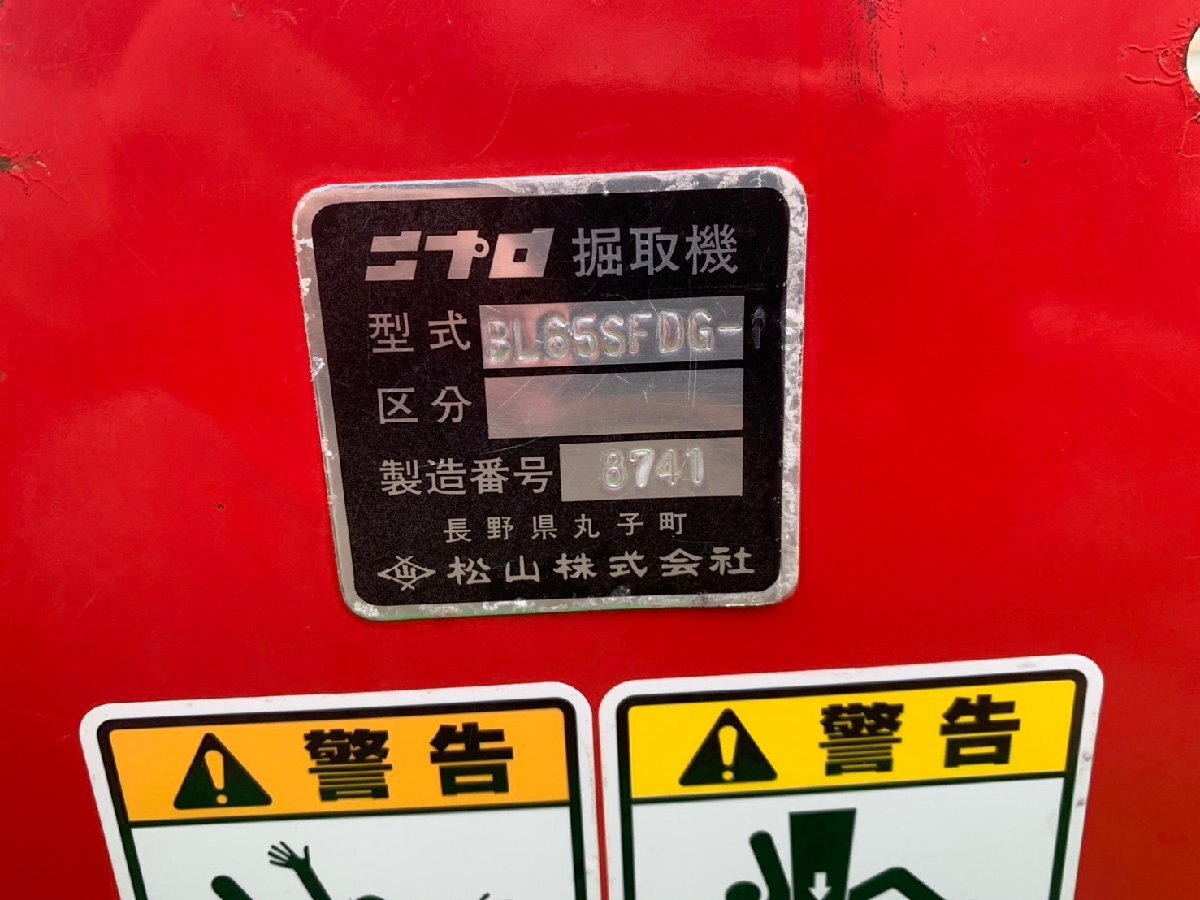 ニプロ 掘取機
型式 BL65SFDG-1S
区分
製造番号 8741
長野県丸子町
松山株式会社
警告
警告